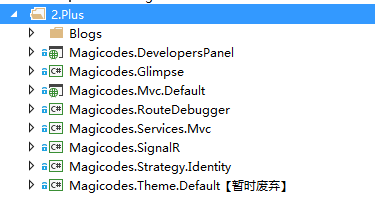 2.Plus
Blogs
Magicodes.DevelopersPanel
Magicodes.Glimpse
Magicodes.Mvc.Default
Magicodes.RouteDebugger
Magicodes.Services.Mvc
Magicodes.SignalR
Magicodes.Strategy.Identity
Magicodes.Theme.Default【暂时废弃】